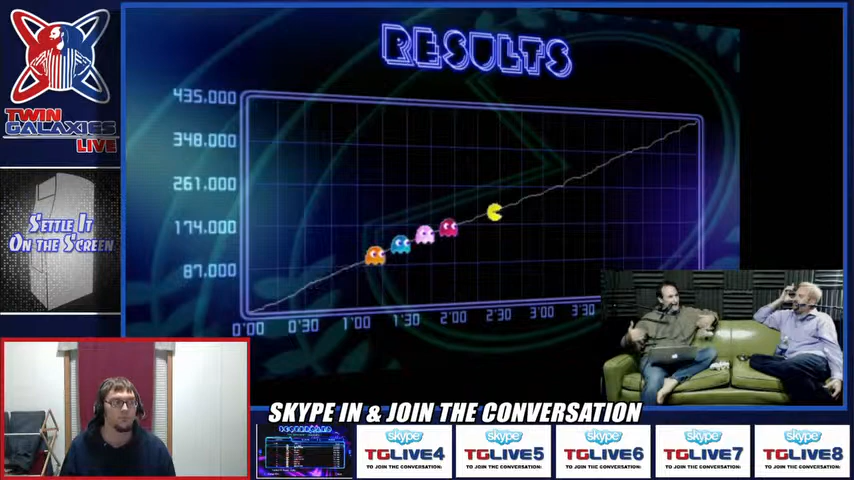 TWIN
GALAXIES
LIVE
SETTLE IT
ON THE SCREEN
RESULTS
435,000
348,000
261,000
174,000
87,000
0'00 0'30 1'00 1'30 2'00 2'30 3'00 3'30
SKYPE IN & JOIN THE CONVERSATION
skype
TGLIVE4
TO JOIN THE CONVERSATION:
skype
TGLIVE5
TO JOIN THE CONVERSATION:
skype
TGLIVE6
TO JOIN THE CONVERSATION:
skype
TGLIVE7
TO JOIN THE CONVERSATION:
skype
TGLIVE8
TO JOIN THE CONVERSATION: